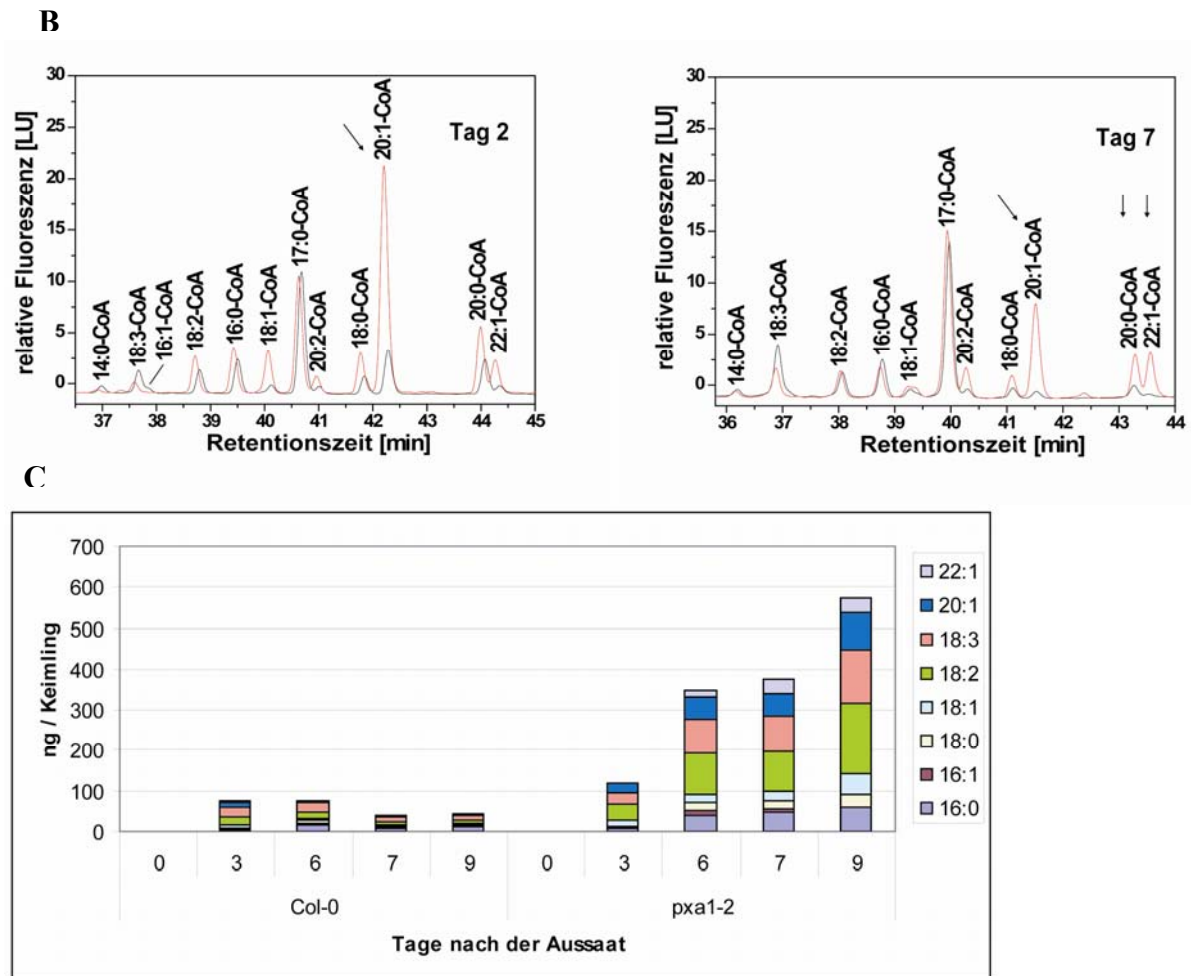 B
relative Fluoreszenz [LU]
30
25
20
15
10
5
0
14:0-CoA
18:3-CoA
16:1-CoA
18:2-CoA
16:0-CoA
18:1-CoA
17:0-CoA
20:2-CoA
18:0-CoA
20:1-CoA
20:0-CoA
22:1-CoA
Tag 2
37 38 39 40 41 42 43 44 45
Retentionszeit [min]
relative Fluoreszenz [LU]
30
25
20
15
10
5
0
14:0-CoA
18:3-CoA
18:2-CoA
16:0-CoA
18:1-CoA
17:0-CoA
20:2-CoA
18:0-CoA
20:1-CoA
20:0-CoA
22:1-CoA
Tag 7
36 37 38 39 40 41 42 43 44
Retentionszeit [min]
C
ng / Keimling
700
600
500
400
300
200
100
0
0 3 6 7 9 0 3 6 7 9
Col-0 pxa1-2
Tage nach der Aussaat
22:1
20:1
18:3
18:2
18:1
18:0
16:1
16:0